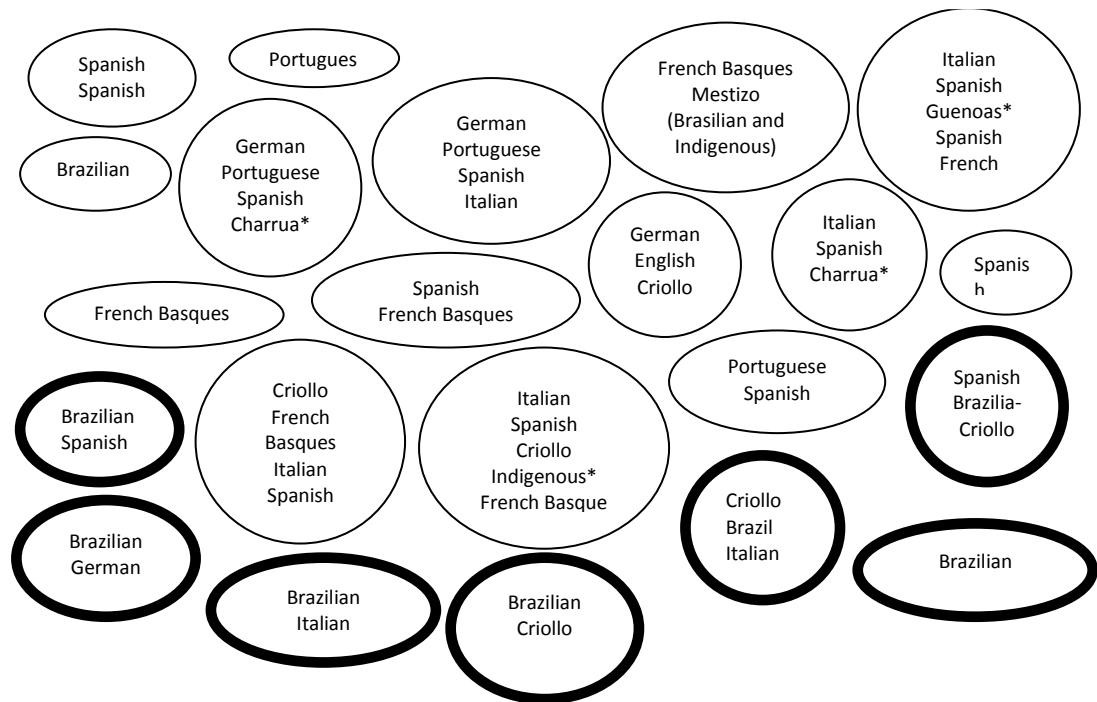 Spanish
Spanish
Portugues
French Basques
Mestizo
(Brasilian and
Indigenous)
Italian
Spanish
Guenoas*
Spanish
French
Brazilian
German
Portuguese
Spanish
Charrua*
German
Portuguese
Spanish
Italian
German
English
Criollo
Italian
Spanish
Charrua*
Spanis
h
French Basques
Spanish
French Basques
Portuguese
Spanish
Brazilian
Spanish
Criollo
French
Basques
Italian
Spanish
Italian
Spanish
Criollo
Indigenous*
French Basque
Spanish
Brazilia-
Criollo
Brazilian
German
Brazilian
Italian
Brazilian
Criollo
Criollo
Brazil
Italian
Brazilian